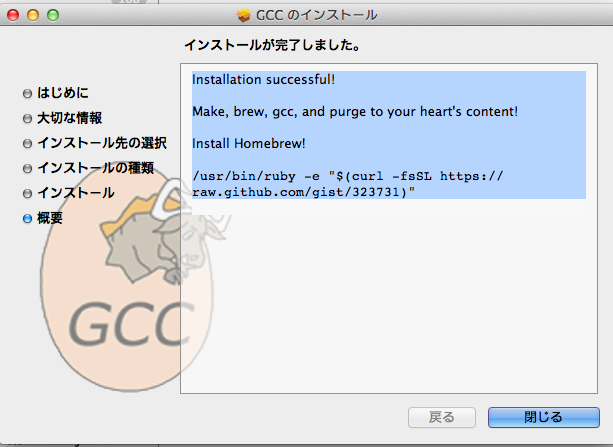 GCC のインストール
インストールが完了しました。
はじめに
大切な情報
インストール先の選択
インストールの種類
インストール
概要
Installation successful!
Make, brew, gcc, and purge to your heart's content!
Install Homebrew!
/usr/bin/ruby -e "$(curl -fsSL https://
raw.github.com/gist/323731)"
GCC
戻る
閉じる